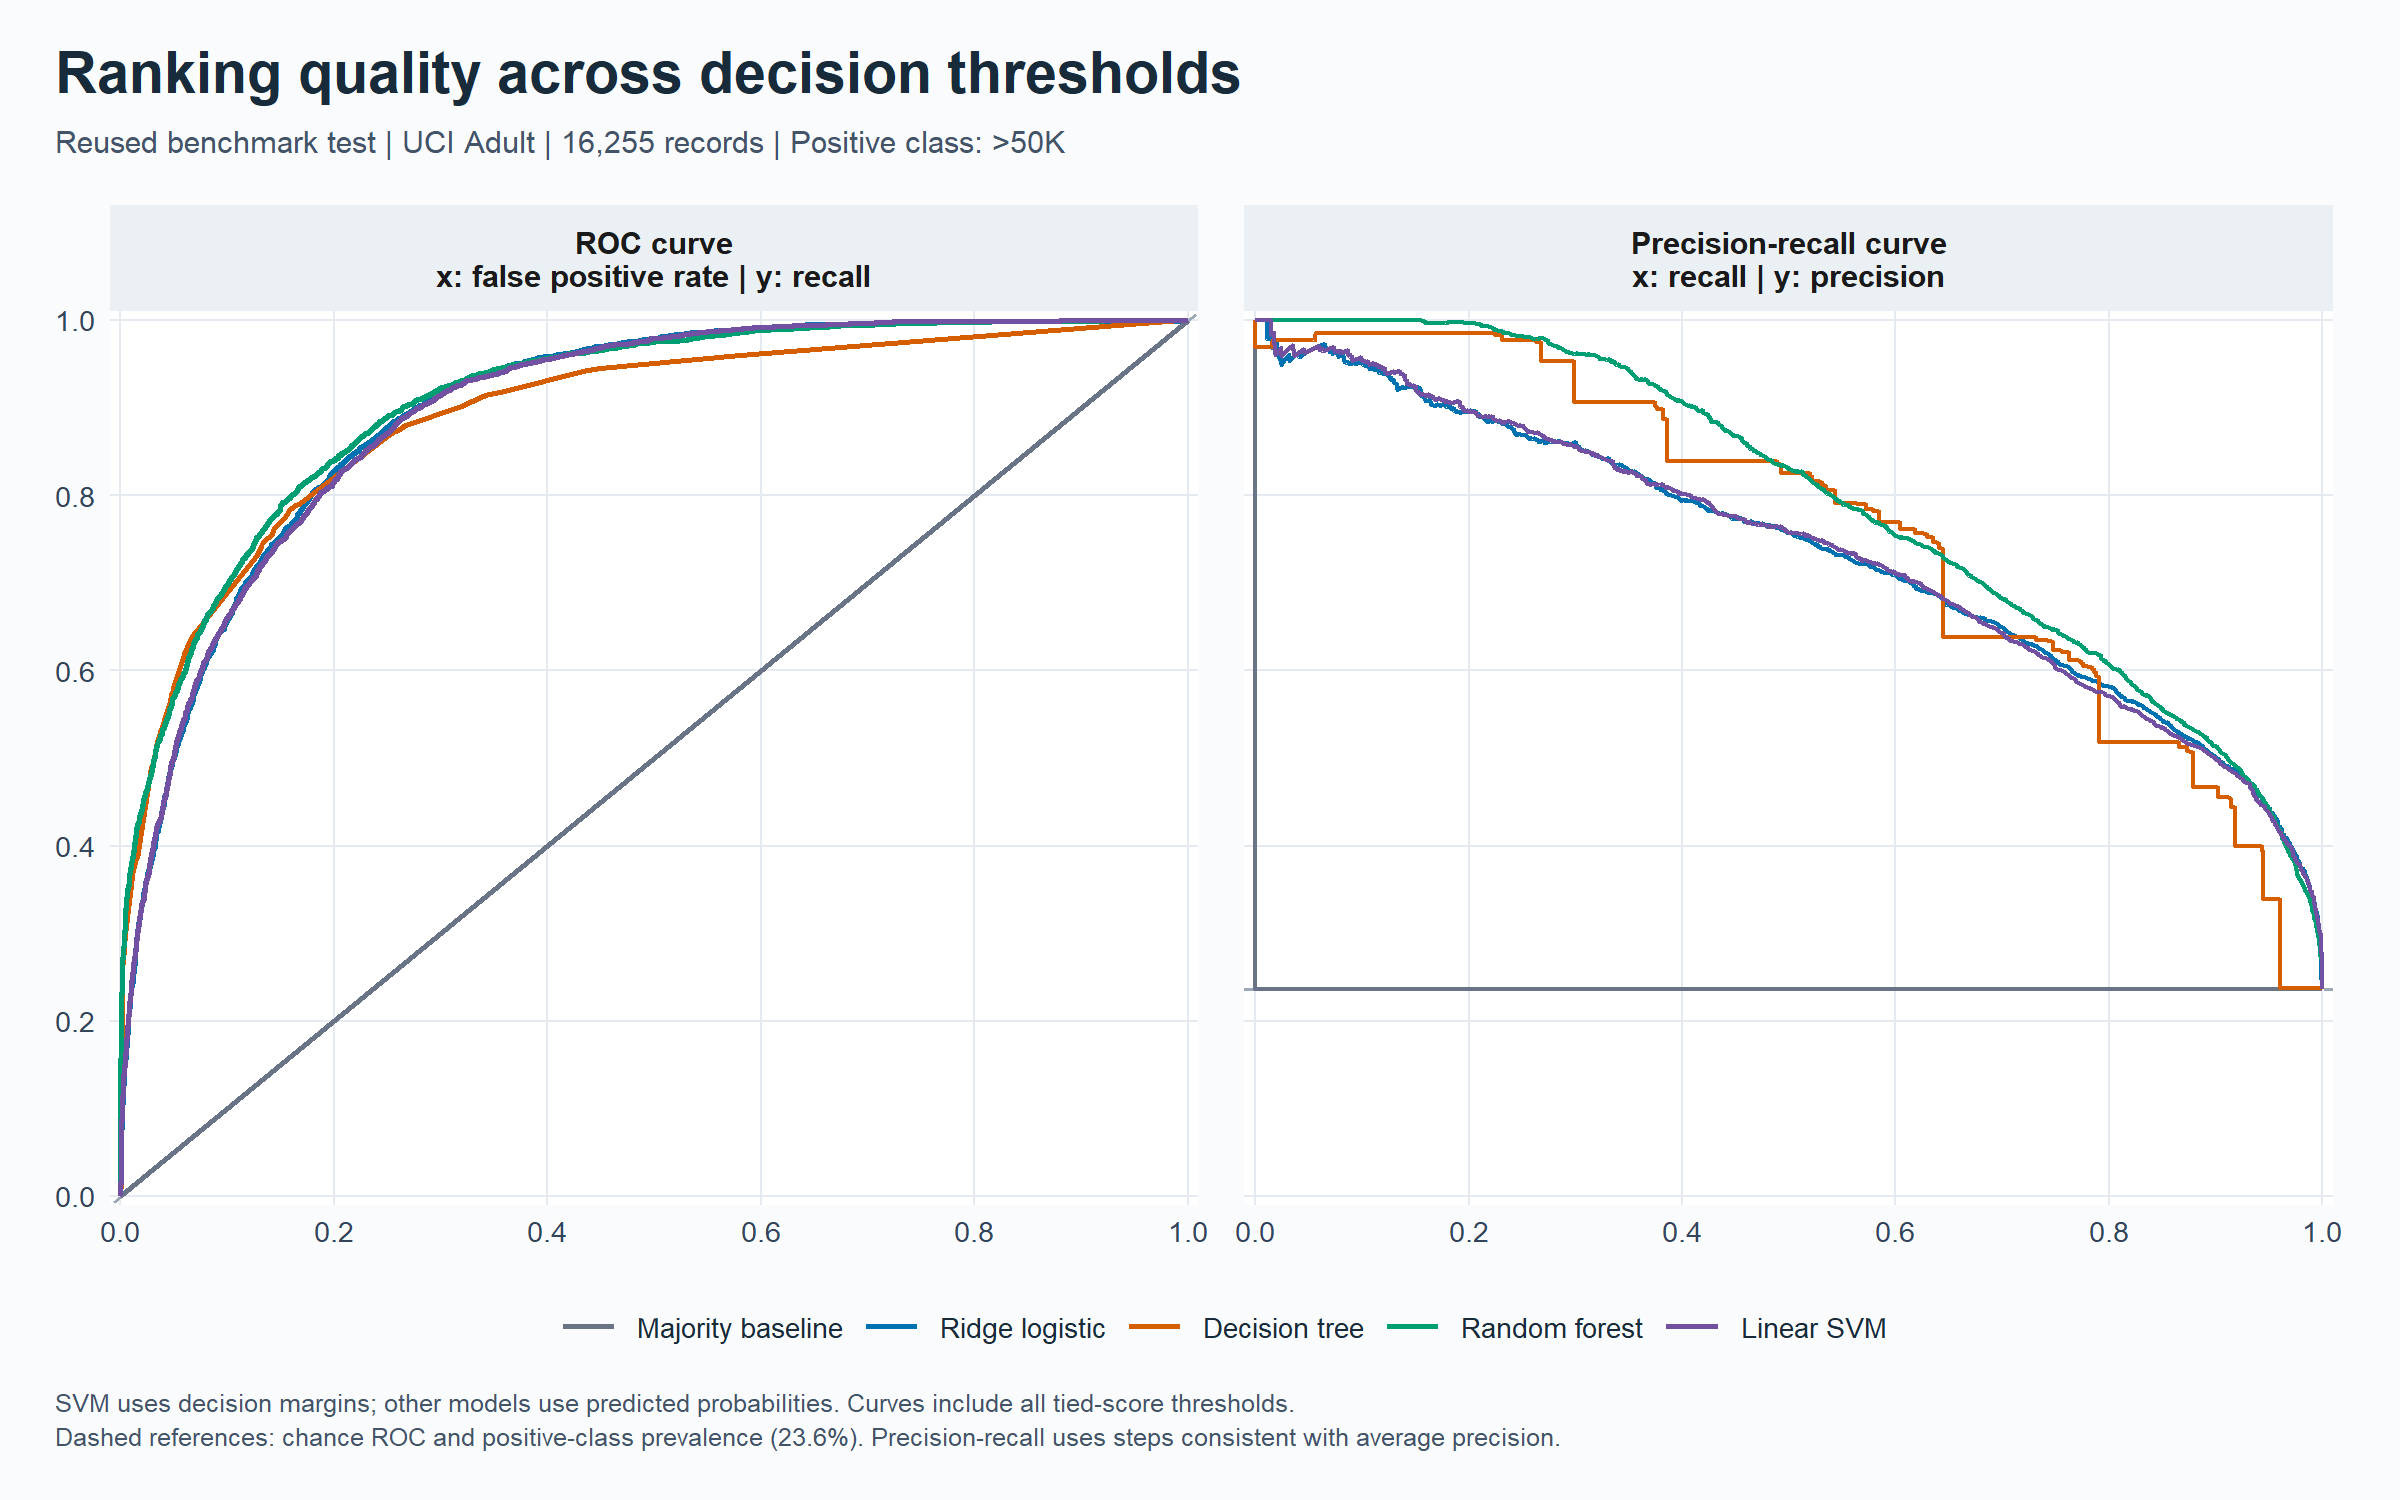 Ranking quality across decision thresholds
Reused benchmark test | UCI Adult | 16,255 records | Positive class: >50K
ROC curve
x: false positive rate | y: recall
Precision-recall curve
x: recall | y: precision
1.0
0.8
0.6
0.4
0.2
0.0
0.0 0.2 0.4 0.6 0.8 1.0
0.0 0.2 0.4 0.6 0.8 1.0
Majority baseline Ridge logistic Decision tree Random forest Linear SVM
SVM uses decision margins; other models use predicted probabilities. Curves include all tied-score thresholds.
Dashed references: chance ROC and positive-class prevalence (23.6%). Precision-recall uses steps consistent with average precision.